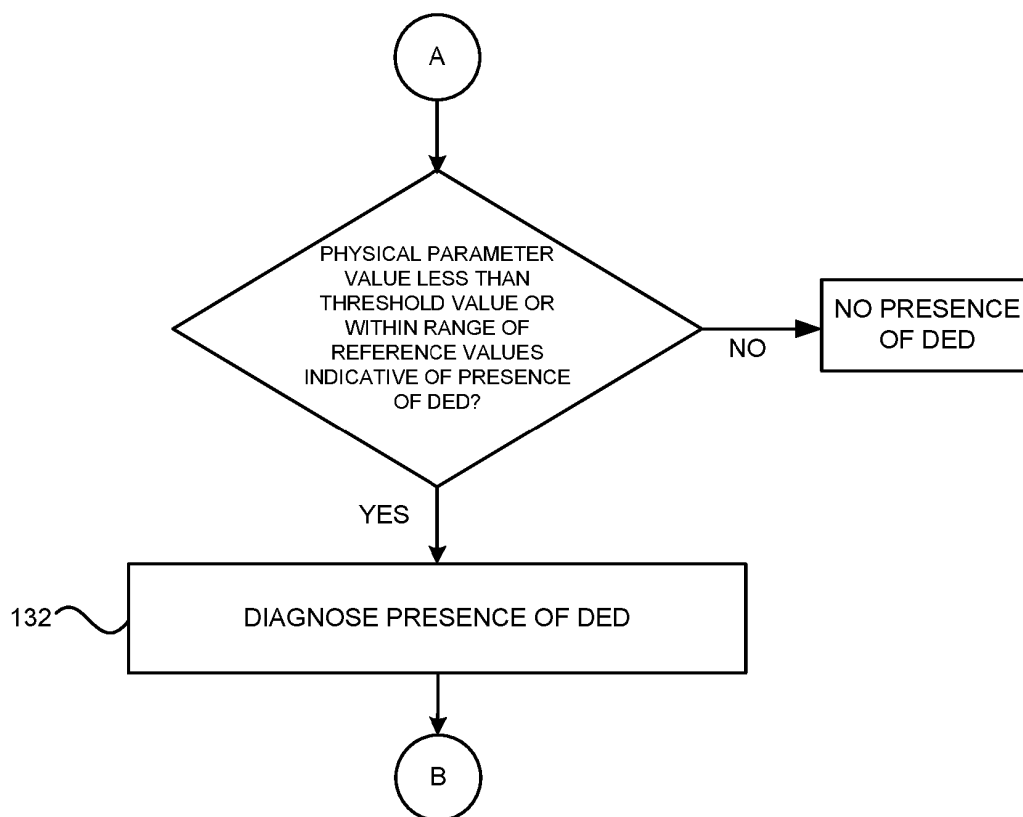 A
PHYSICAL PARAMETER
VALUE LESS THAN
THRESHOLD VALUE OR
WITHIN RANGE OF
REFERENCE VALUES
INDICATIVE OF PRESENCE
OF DED?
NO
NO PRESENCE
OF DED
YES
132
DIAGNOSE PRESENCE OF DED
B